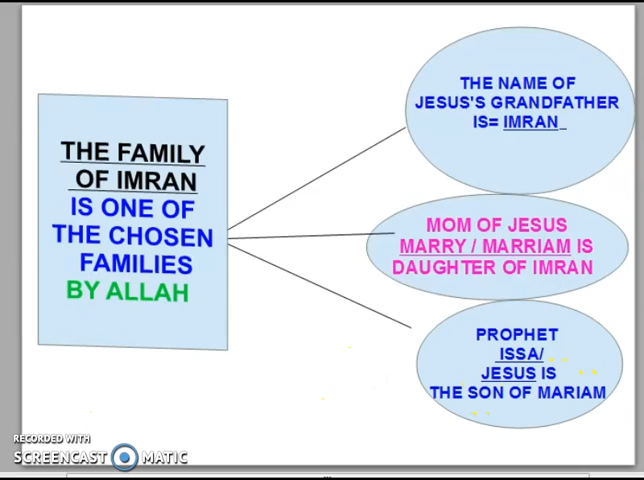 THE FAMILY
OF IMRAN
IS ONE OF
THE CHOSEN
FAMILIES
BY ALLAH
THE NAME OF
JESUS'S GRANDFATHER
IS= IMRAN
MOM OF JESUS
MARRY / MARRIAM IS
DAUGHTER OF IMRAN
PROPHET
ISSA/
JESUS IS
THE SON OF MARIAM
RECORDED WITH
SCREENCAST MATIC